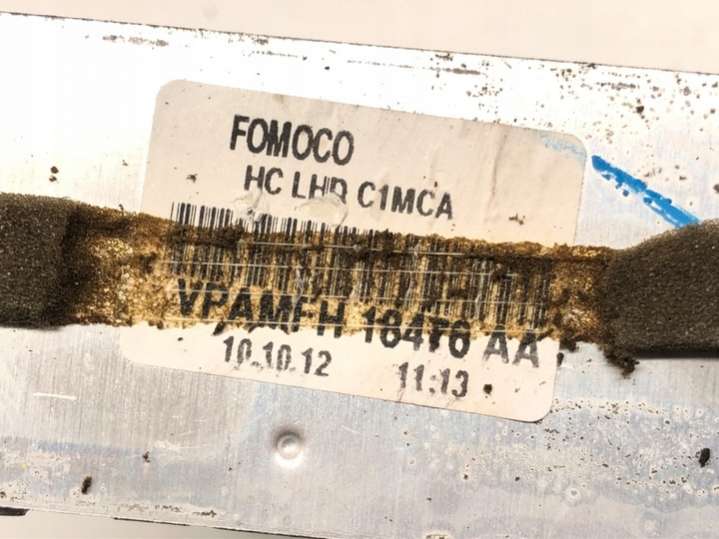 FOMOCO
HC LHD C1MCA
VPAMFH 18476 AA
10.10.12 11:13